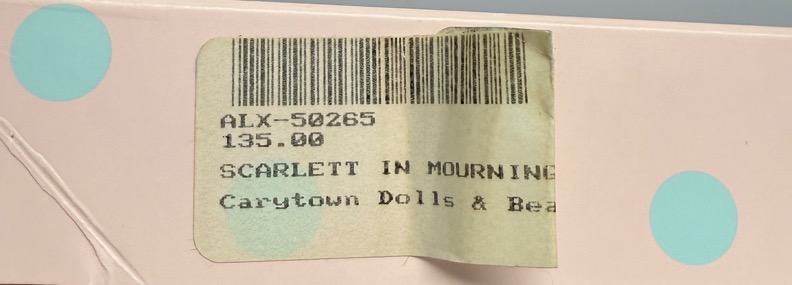 ALX-50265
135.00
SCARLETT IN MOURNING
Carytown Dolls & Bea